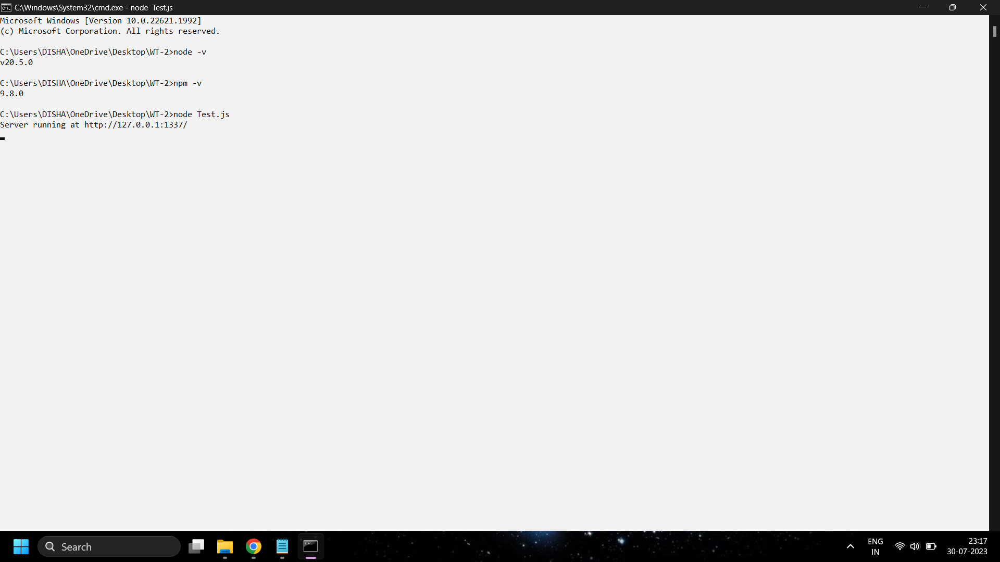 C:\Windows\System32\cmd.exe - node  Test.js
Microsoft Windows [Version 10.0.22621.1992]
(c) Microsoft Corporation. All rights reserved.
C:\Users\DISHA\OneDrive\Desktop\WT-2>node -v
v20.5.0
C:\Users\DISHA\OneDrive\Desktop\WT-2>npm -v
9.8.0
C:\Users\DISHA\OneDrive\Desktop\WT-2>node Test.js
Server running at http://127.0.0.1:1337/
Search
ENG
IN
23:17
30-07-2023